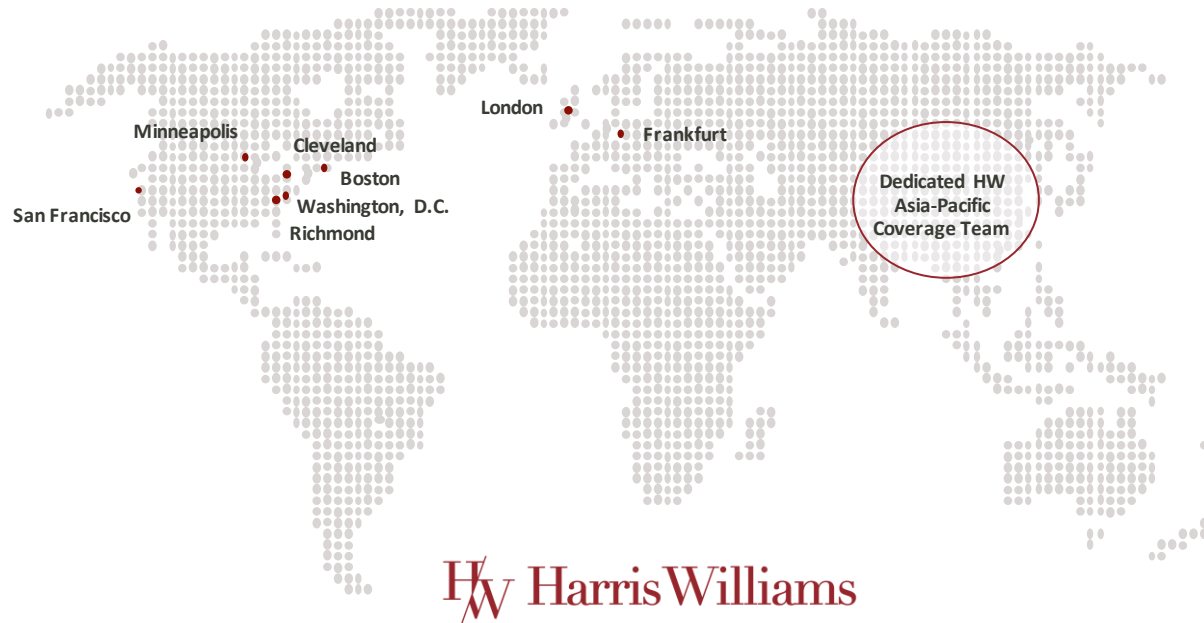 London
Minneapolis
Frankfurt
Cleveland
Boston
Dedicated HW
Asia-Pacific
Coverage Team
Washington, D.C.
San Francisco
Richmond
HW Harris Williams